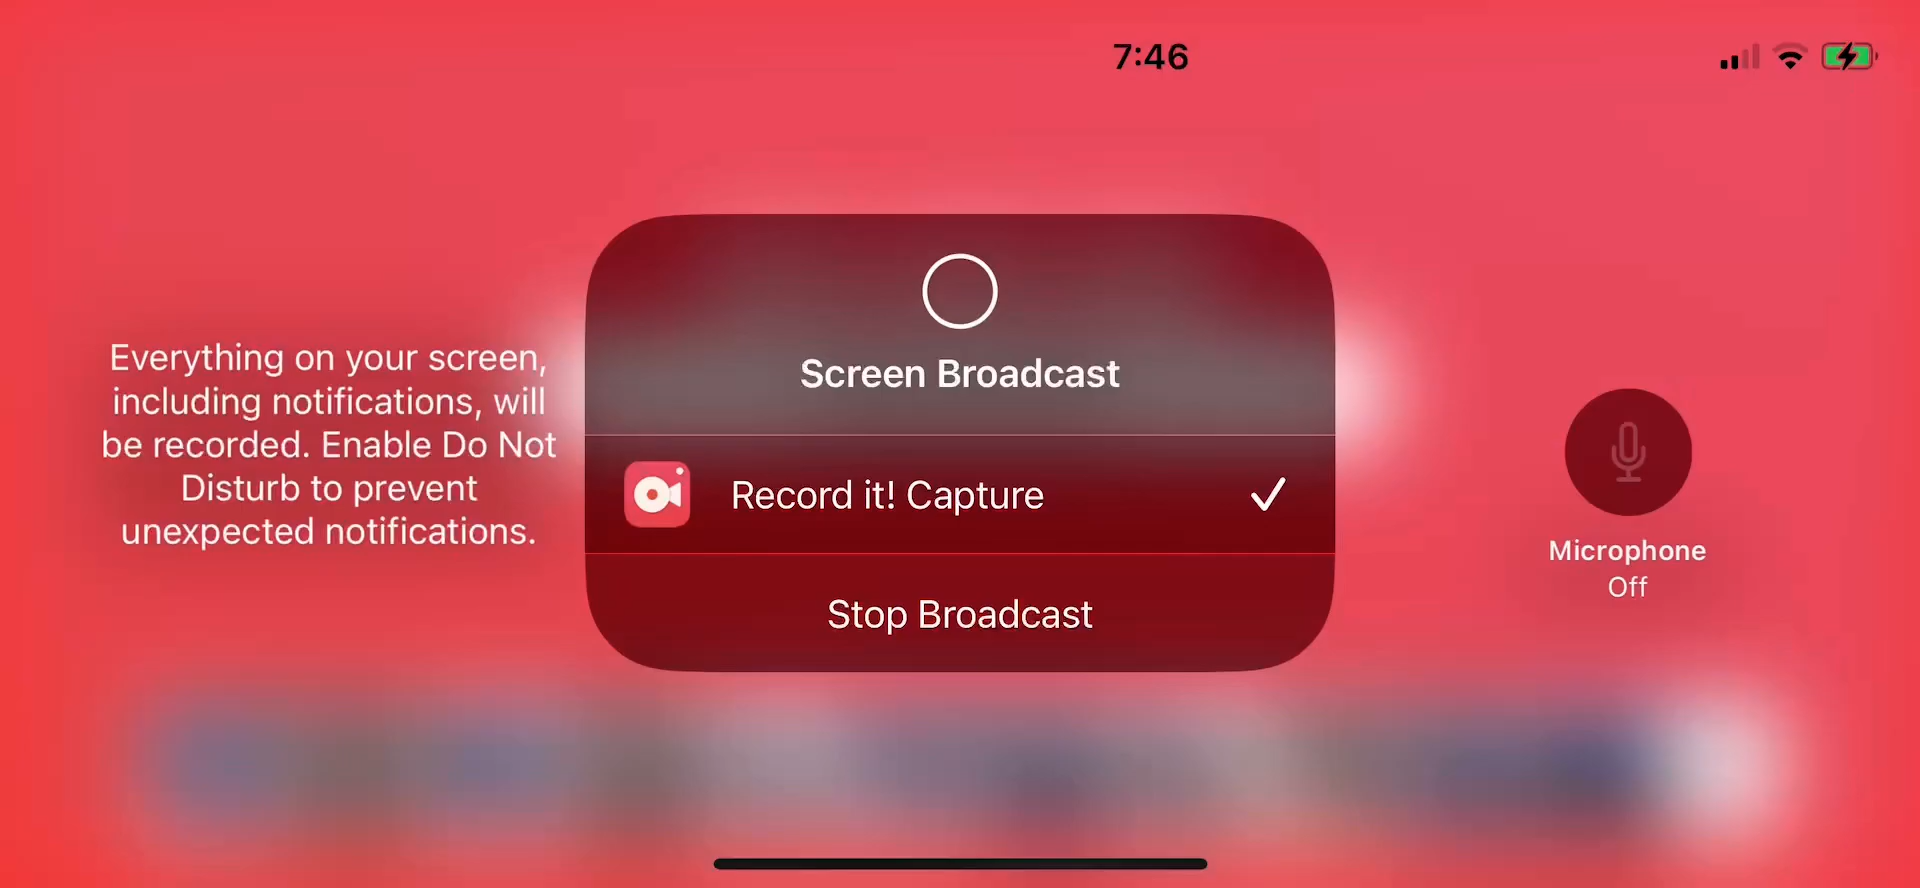 7:46
Everything on your screen,
including notifications, will
be recorded. Enable Do Not
Disturb to prevent
unexpected notifications.
Screen Broadcast
Record it! Capture
Stop Broadcast
Microphone
Off